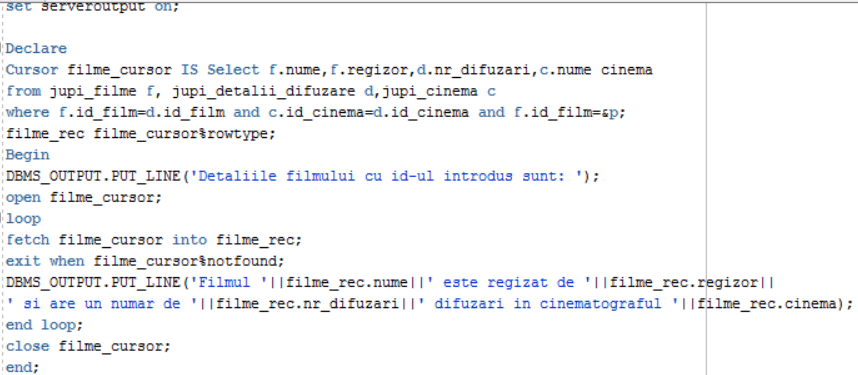 set serveroutput on;
Declare
Cursor filme_cursor IS Select f.nume,f.regizor,d.nr_difuzari,c.nume cinema
from jupi_filme f, jupi_detalii_difuzare d,jupi_cinema c
where f.id_film=d.id_film and c.id_cinema=d.id_cinema and f.id_film=&p;
filme_rec filme_cursor%rowtype;
Begin
DBMS_OUTPUT.PUT_LINE('Detaliile filmului cu id-ul introdus sunt: ');
open filme_cursor;
loop
fetch filme_cursor into filme_rec;
exit when filme_cursor%notfound;
DBMS_OUTPUT.PUT_LINE('Filmul '||filme_rec.nume||' este regizat de '||filme_rec.regizor||
' si are un numar de '||filme_rec.nr_difuzari||' difuzari in cinematograful '||filme_rec.cinema);
end loop;
close filme_cursor;
end;